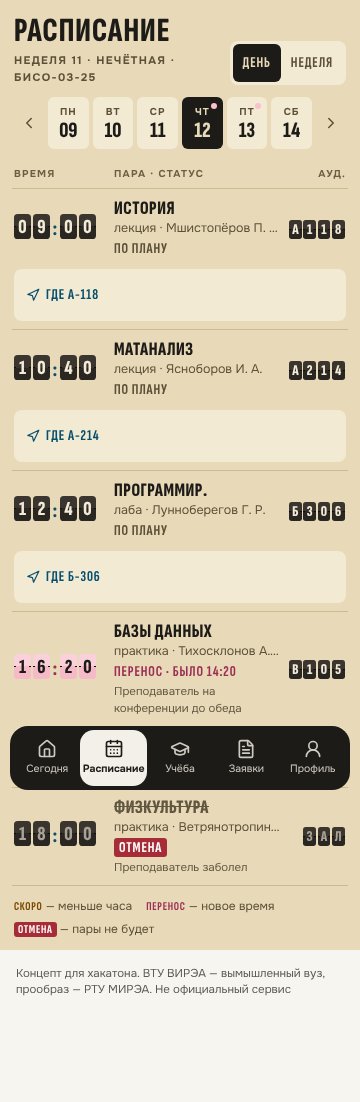 РАСПИСАНИЕ
НЕДЕЛЯ 11 · НЕЧЁТНАЯ ·
БИСО-03-25
ДЕНЬ НЕДЕЛЯ
ПН ВТ СР ЧТ ПТ СБ
09 10 11 12 13 14
ВРЕМЯ ПАРА · СТАТУС АУД.
09:00 ИСТОРИЯ А118
лекция · Мшистопёров П. ...
ПО ПЛАНУ
ГДЕ А-118
10:40 МАТАНАЛИЗ А214
лекция · Ясноборов И. А.
ПО ПЛАНУ
ГДЕ А-214
12:40 ПРОГРАММИР. Б306
лаба · Лунноберегов Г. Р.
ПО ПЛАНУ
ГДЕ Б-306
16:20 БАЗЫ ДАННЫХ В105
практика · Тихосклонов А....
ПЕРЕНОС · БЫЛО 14:20
Преподаватель на
конференции до обеда
Сегодня Расписание Учёба Заявки Профиль
18:00 ФИЗКУЛЬТУРА ЗАЛ
практика · Ветрянотропин...
ОТМЕНА
Преподаватель заболел
СКОРО — меньше часа ПЕРЕНОС — новое время
ОТМЕНА — пары не будет
Концепт для хакатона. ВТУ ВИРЭА — вымышленный вуз,
прообраз — РТУ МИРЭА. Не официальный сервис